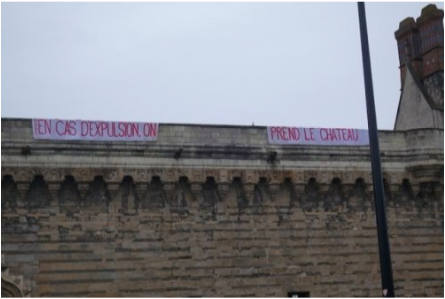 EN CAS D'EXPULSION, ON
PREND LE CHATEAU